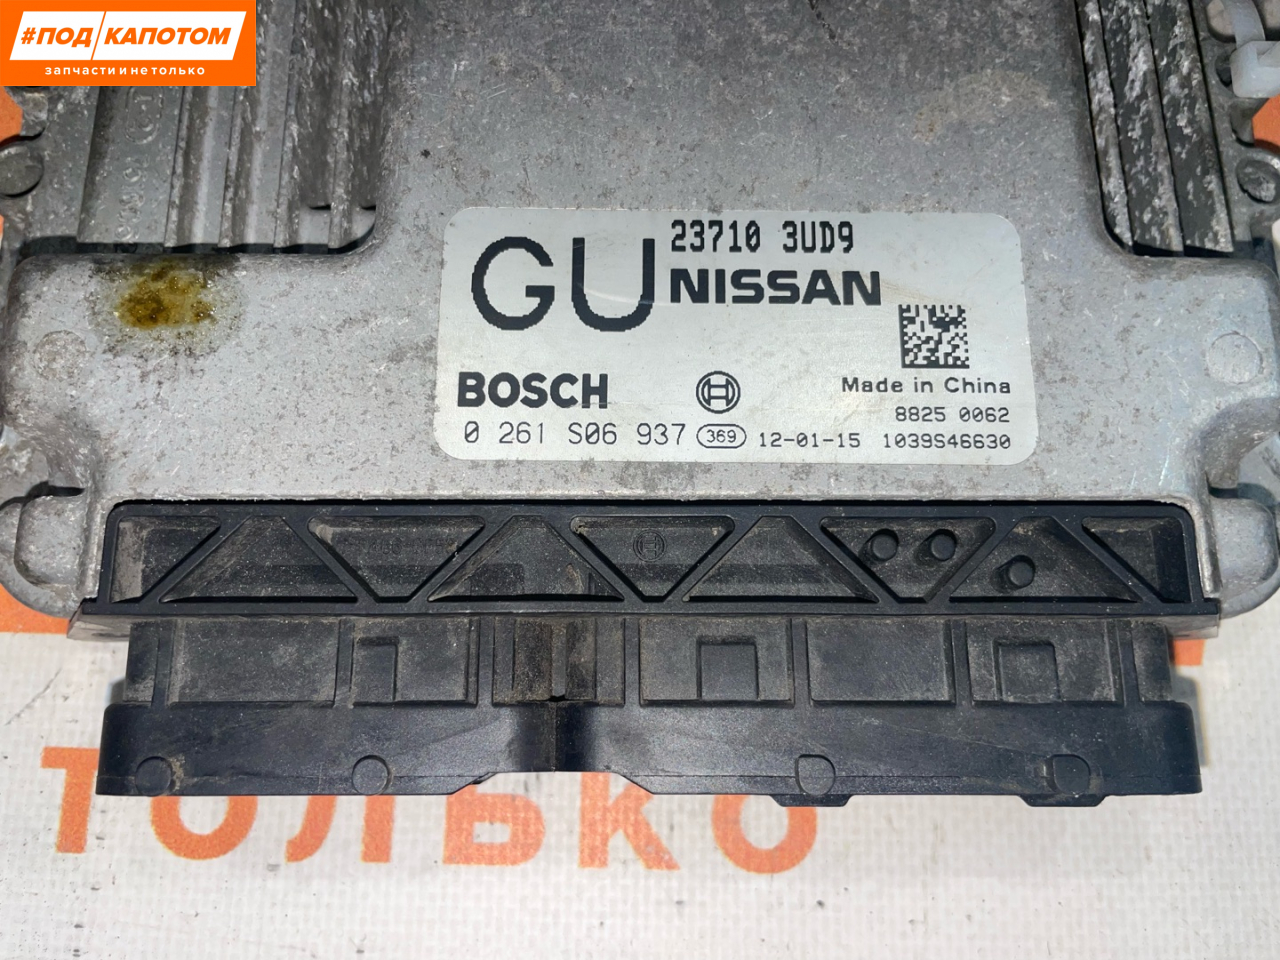 #ПОД КАПОТОМ
запчасти и не только
23710 3UD9
GU
NISSAN
BOSCH
Made in China
8825 0062
0 261 S06 937 369 12-01-15 1039S46630
ТОЛЬКО